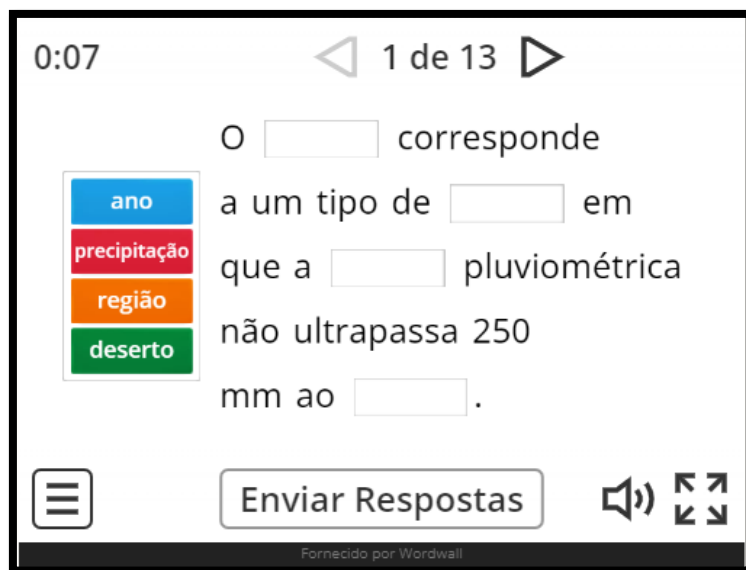 0:07
1 de 13
ano
precipitação
região
deserto
O corresponde
a um tipo de em
que a pluviométrica
não ultrapassa 250
mm ao .
Enviar Respostas
Fornecido por Wordwall